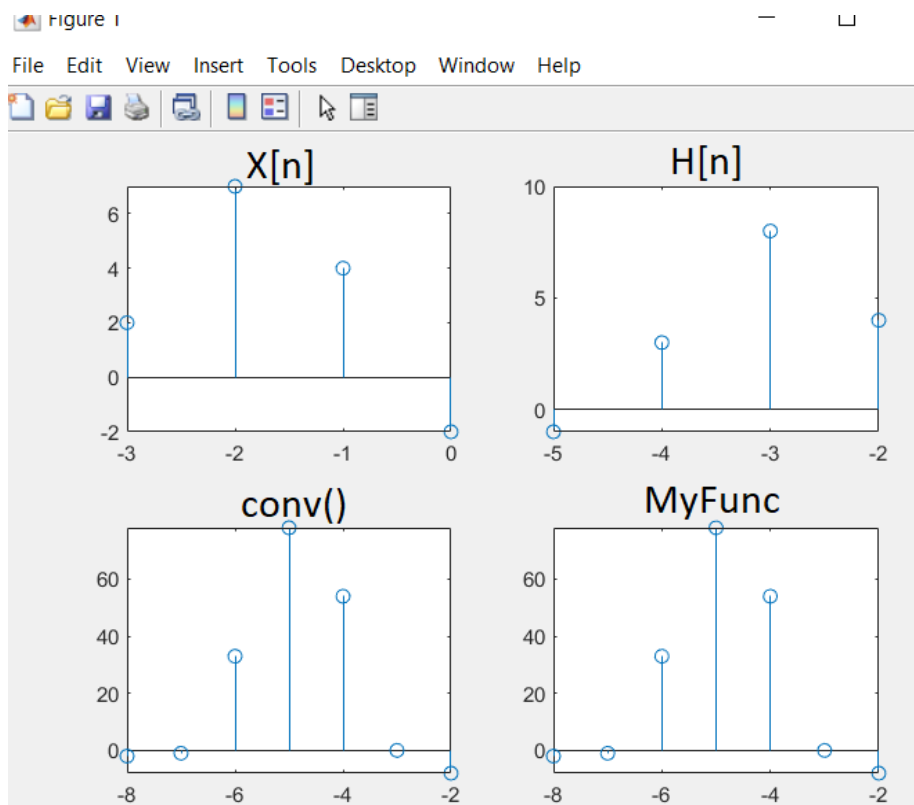 Figure 1
File Edit View Insert Tools Desktop Window Help
X[n]
6
4
2
0
-2
-3 -2 -1 0
H[n]
10
5
0
-5 -4 -3 -2
conv()
60
40
20
0
-8 -6 -4 -2
MyFunc
60
40
20
0
-8 -6 -4 -2